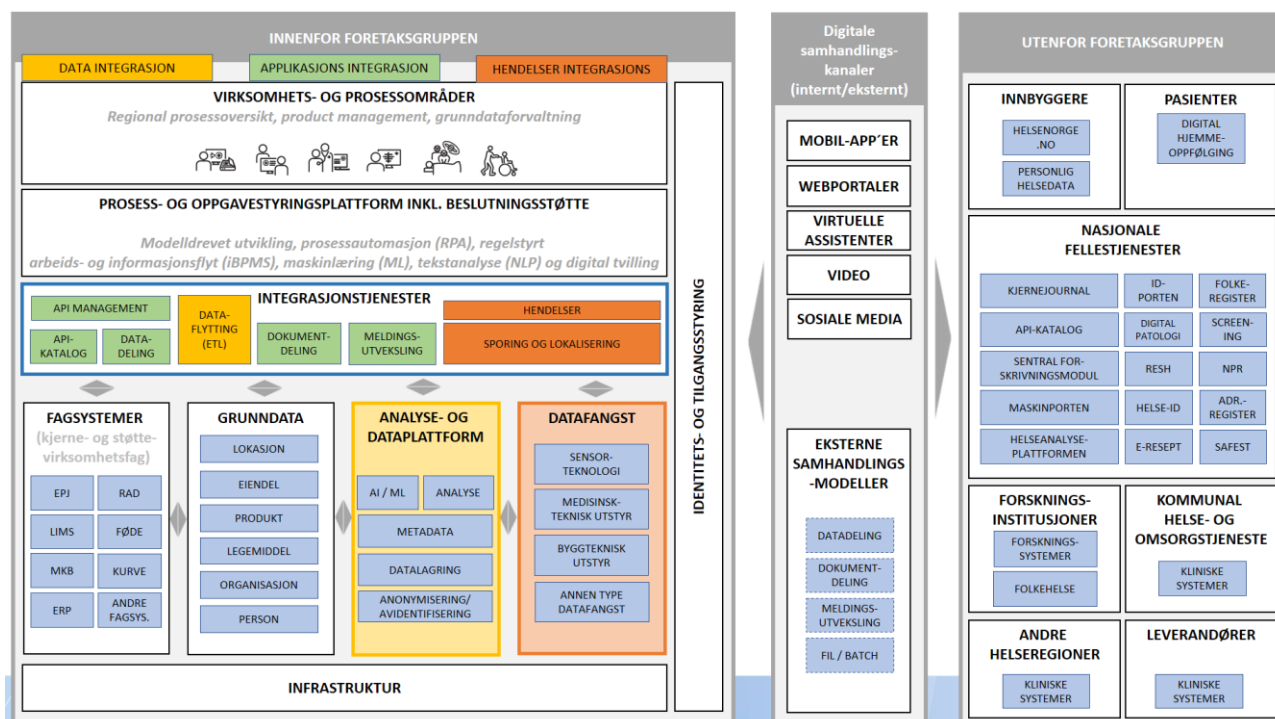 INNENFOR FORETAKSGRUPPEN
DATA INTEGRASJON
APPLIKASJONS INTEGRASJON
HENDELSER INTEGRASJONS
VIRKSOMHETS- OG PROSESSOMRÅDER
Regional prosessoversikt, product management, grunndataforvaltning
PROSESS- OG OPPGAVESTYRINGSPLATTFORM INKL. BESLUTNINGSSTØTTE
Modelldrevet utvikling, prosessautomasjon (RPA), regelstyrt
arbeids- og informasjonsflyt (iBPMS), maskinlæring (ML), tekstanalyse (NLP) og digital tvilling
INTEGRASJONSTJENESTER
API MANAGEMENT
API-
KATALOG
DATA-
DELING
DATA-
FLYTTING
(ETL)
DOKUMENT-
DELING
MELDINGS-
UTVEKSLING
HENDELSER
SPORING OG LOKALISERING
FAGSYSTEMER
(kjerne- og støtte-
virksomhetsfag)
EPJ
RAD
LIMS
FØDE
MKB
KURVE
ERP
ANDRE
FAGSYS.
GRUNNDATA
LOKASJON
EIENDEL
PRODUKT
LEGEMIDDEL
ORGANISASJON
PERSON
ANALYSE- OG
DATAPLATTFORM
AI / ML
ANALYSE
METADATA
DATALAGRING
ANONYMISERING/
AVIDENTIFISERING
DATAFANGST
SENSOR-
TEKNOLOGI
MEDISINSK-
TEKNISK UTSTYR
BYGGTEKNISK
UTSTYR
ANNEN TYPE
DATAFANGST
INFRASTRUKTUR
IDENTITETS- OG TILGANGSSTYRING
Digitale
samhandlings-
kanaler
(internt/eksternt)
MOBIL-APP´ER
WEBPORTALER
VIRTUELLE
ASSISTENTER
VIDEO
SOSIALE MEDIA
EKSTERNE
SAMHANDLINGS
-MODELLER
DATADELING
DOKUMENT-
DELING
MELDINGS-
UTVEKSLING
FIL / BATCH
UTENFOR FORETAKSGRUPPEN
INNBYGGERE
HELSENORGE
.NO
PERSONLIG
HELSEDATA
PASIENTER
DIGITAL
HJEMME-
OPPFØLGING
NASJONALE
FELLESTJENESTER
KJERNEJOURNAL
ID-
PORTEN
FOLKE-
REGISTER
API-KATALOG
DIGITAL
PATOLOGI
SCREEN-
ING
SENTRAL FOR-
SKRIVNINGSMODUL
RESH
NPR
MASKINPORTEN
HELSE-ID
ADR.-
REGISTER
HELSEANALYSE-
PLATTFORMEN
E-RESEPT
SAFEST
FORSKNINGS-
INSTITUSJONER
FORSKNINGS-
SYSTEMER
FOLKEHELSE
KOMMUNAL
HELSE- OG
OMSORGSTJENESTE
KLINISKE
SYSTEMER
ANDRE
HELSEREGIONER
KLINISKE
SYSTEMER
LEVERANDØRER
KLINISKE
SYSTEMER